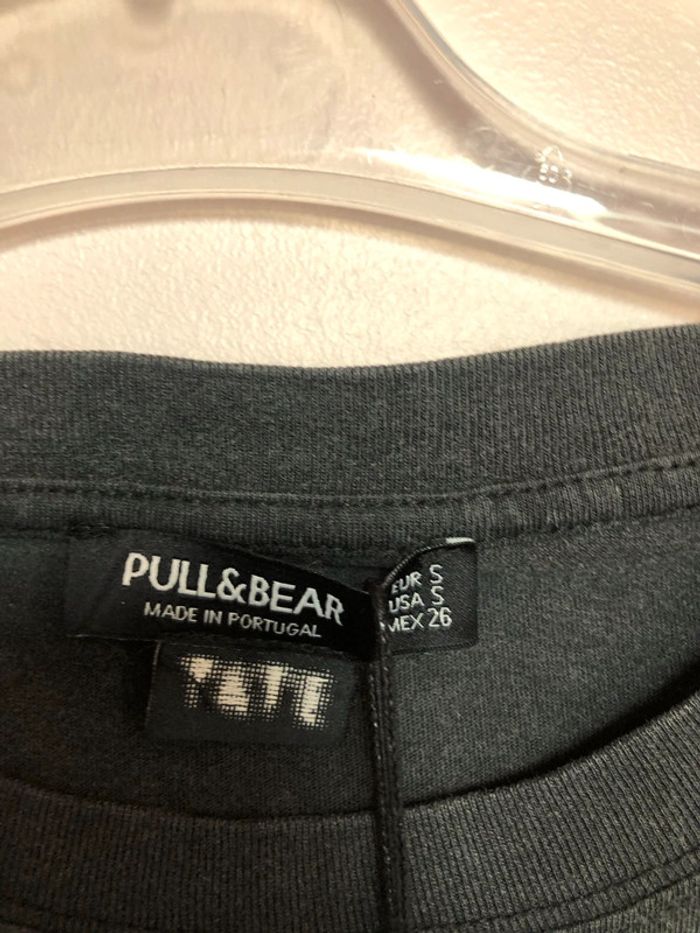 PULL&BEAR
MADE IN PORTUGAL
EUR S
USA S
MEX 26